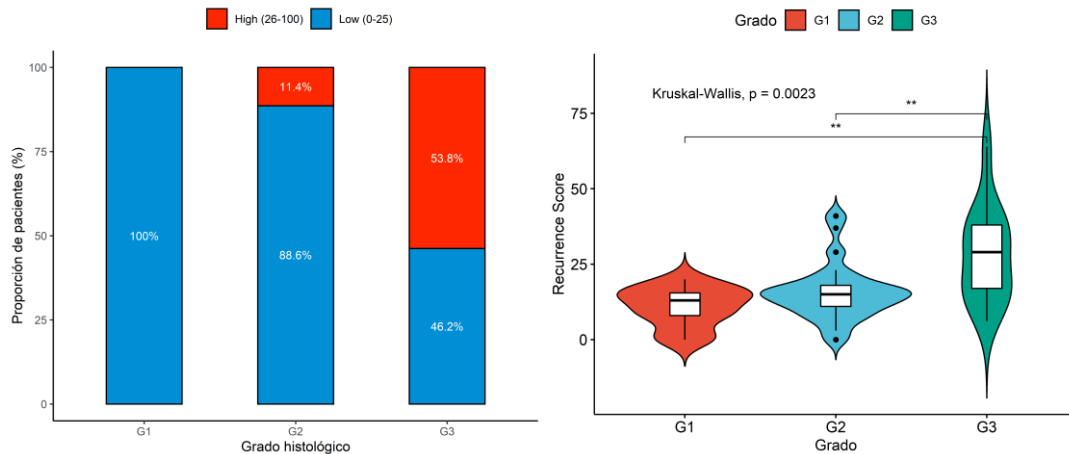 High (26-100) Low (0-25)
Proporción de pacientes (%)
100
75
50
25
0
100%
11.4%
88.6%
53.8%
46.2%
G1 G2 G3
Grado histológico
Grado G1 G2 G3
Kruskal-Wallis, p = 0.0023
**
**
Recurrence Score
75
50
25
0
G1 G2 G3
Grado